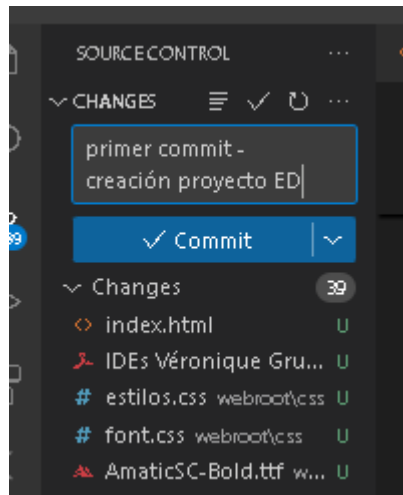 SOURCE CONTROL ...
CHANGES ...
primer commit -
creación proyecto ED
Commit
Changes 39
index.html U
IDEs Véronique Gru... U
estilos.css webroot\css U
font.css webroot\css U
AmaticSC-Bold.ttf w... U